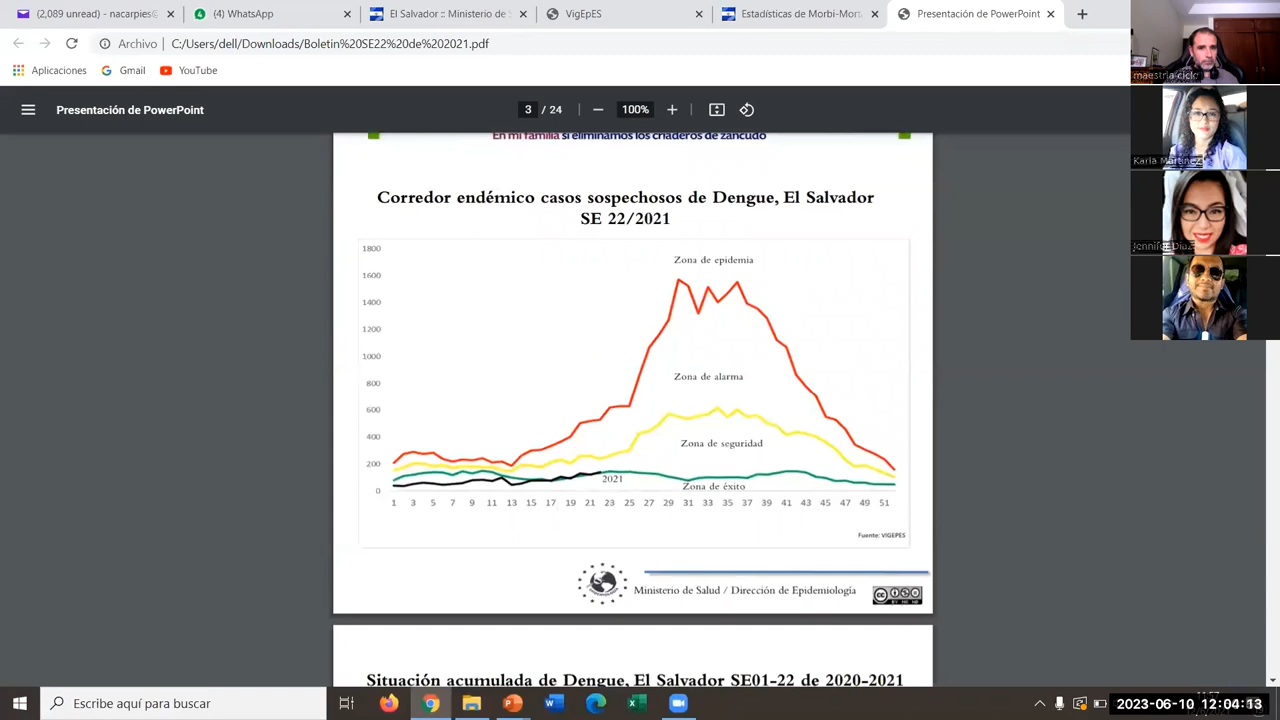 2,089 unread
(4) WhatsApp
El Salvador :: Ministerio de S
VigEpES
Estadísticas de Morbi-Mort
Presentación de PowerPoint
Archivo
C:/Users/dell/Downloads/Boletin%20SE22%20de%202021.pdf
Aplicaciones
Gmail
YouTube
Presentación de PowerPoint
3 / 24
100%
En mi familia si eliminamos los criaderos de zancudo
Corredor endémico casos sospechosos de Dengue, El Salvador
SE 22/2021
1800
1600
1400
1200
1000
800
600
400
200
0
Zona de epidemia
Zona de alarma
Zona de seguridad
2021
Zona de éxito
1 3 5 7 9 11 13 15 17 19 21 23 25 27 29 31 33 35 37 39 41 43 45 47 49 51
Fuente: VIGEPES
Ministerio de Salud / Dirección de Epidemiología
Situación acumulada de Dengue, El Salvador SE01-22 de 2020-2021
maestria-ciclo
Karla Martinez
Jennifer Diaz
Escribe aquí para buscar
2023-06-10 12:04:13